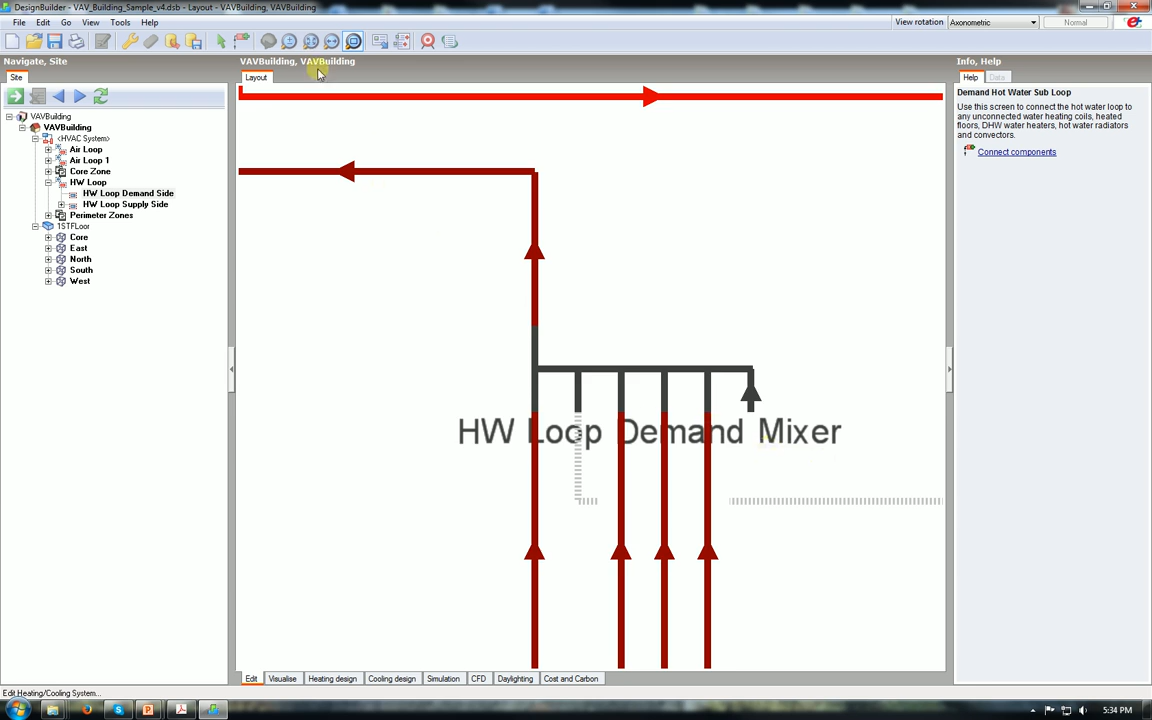 DesignBuilder - VAV_Building_Sample_v4.dsb - Layout - VAVBuilding, VAVBuilding
File Edit Go View Tools Help
View rotation Axonometric Normal
Navigate, Site
Site
VAVBuilding
VAVBuilding
<HVAC System>
Air Loop
Air Loop 1
Core Zone
HW Loop
HW Loop Demand Side
HW Loop Supply Side
Perimeter Zones
1STFLoor
Core
East
North
South
West
VAVBuilding, VAVBuilding
Layout
HW Loop Demand Mixer
Edit Visualise Heating design Cooling design Simulation CFD Daylighting Cost and Carbon
Info, Help
Help Data
Demand Hot Water Sub Loop
Use this screen to connect the hot water loop to
any unconnected water heating coils, heated
floors, DHW water heaters, hot water radiators
and convectors.
Connect components
Edit Heating/Cooling System...
5:34 PM